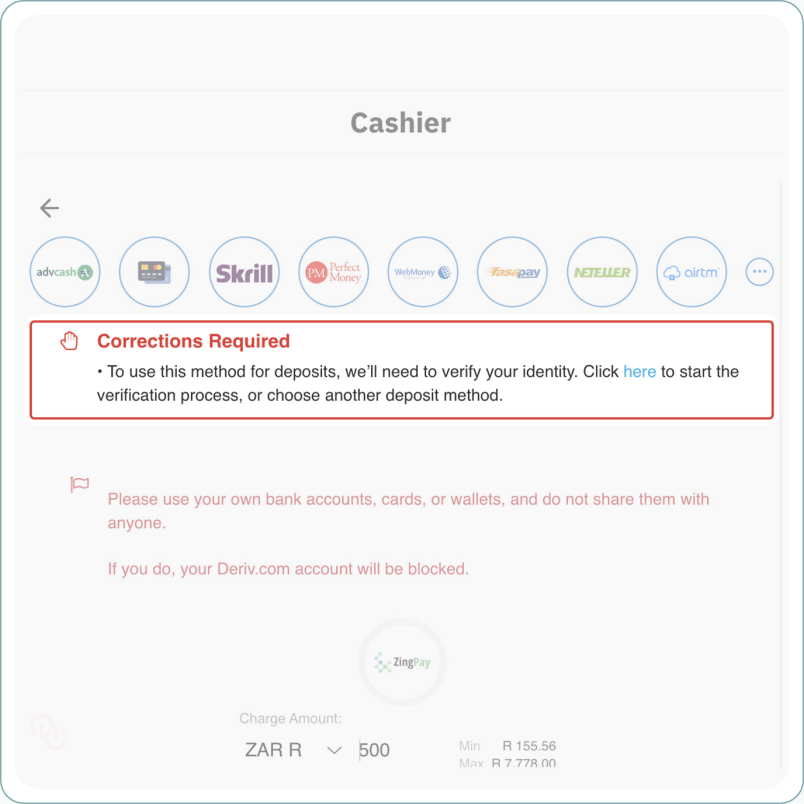 Cashier
advcash A
Skrill
PM Perfect
Money
WebMoney
fasapay
NETELLER
airtm
Corrections Required
• To use this method for deposits, we’ll need to verify your identity. Click here to start the
verification process, or choose another deposit method.
Please use your own bank accounts, cards, or wallets, and do not share them with
anyone.
If you do, your Deriv.com account will be blocked.
ZingPay
Charge Amount:
ZAR R 500
Min R 155.56
Max R 7,778.00